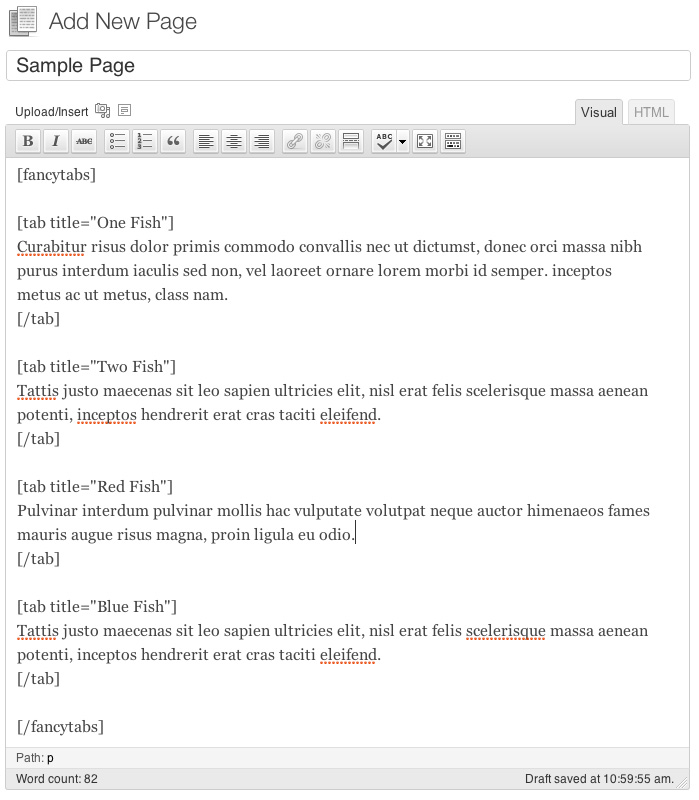 Add New Page
Sample Page
Upload/Insert
Visual HTML
B I ABC ABC
[fancytabs]
[tab title="One Fish"]
Curabitur risus dolor primis commodo convallis nec ut dictumst, donec orci massa nibh
purus interdum iaculis sed non, vel laoreet ornare lorem morbi id semper. inceptos
metus ac ut metus, class nam.
[/tab]
[tab title="Two Fish"]
Tattis justo maecenas sit leo sapien ultricies elit, nisl erat felis scelerisque massa aenean
potenti, inceptos hendrerit erat cras taciti eleifend.
[/tab]
[tab title="Red Fish"]
Pulvinar interdum pulvinar mollis hac vulputate volutpat neque auctor himenaeos fames
mauris augue risus magna, proin ligula eu odio.
[/tab]
[tab title="Blue Fish"]
Tattis justo maecenas sit leo sapien ultricies elit, nisl erat felis scelerisque massa aenean
potenti, inceptos hendrerit erat cras taciti eleifend.
[/tab]
[/fancytabs]
Path: p
Word count: 82 Draft saved at 10:59:55 am.